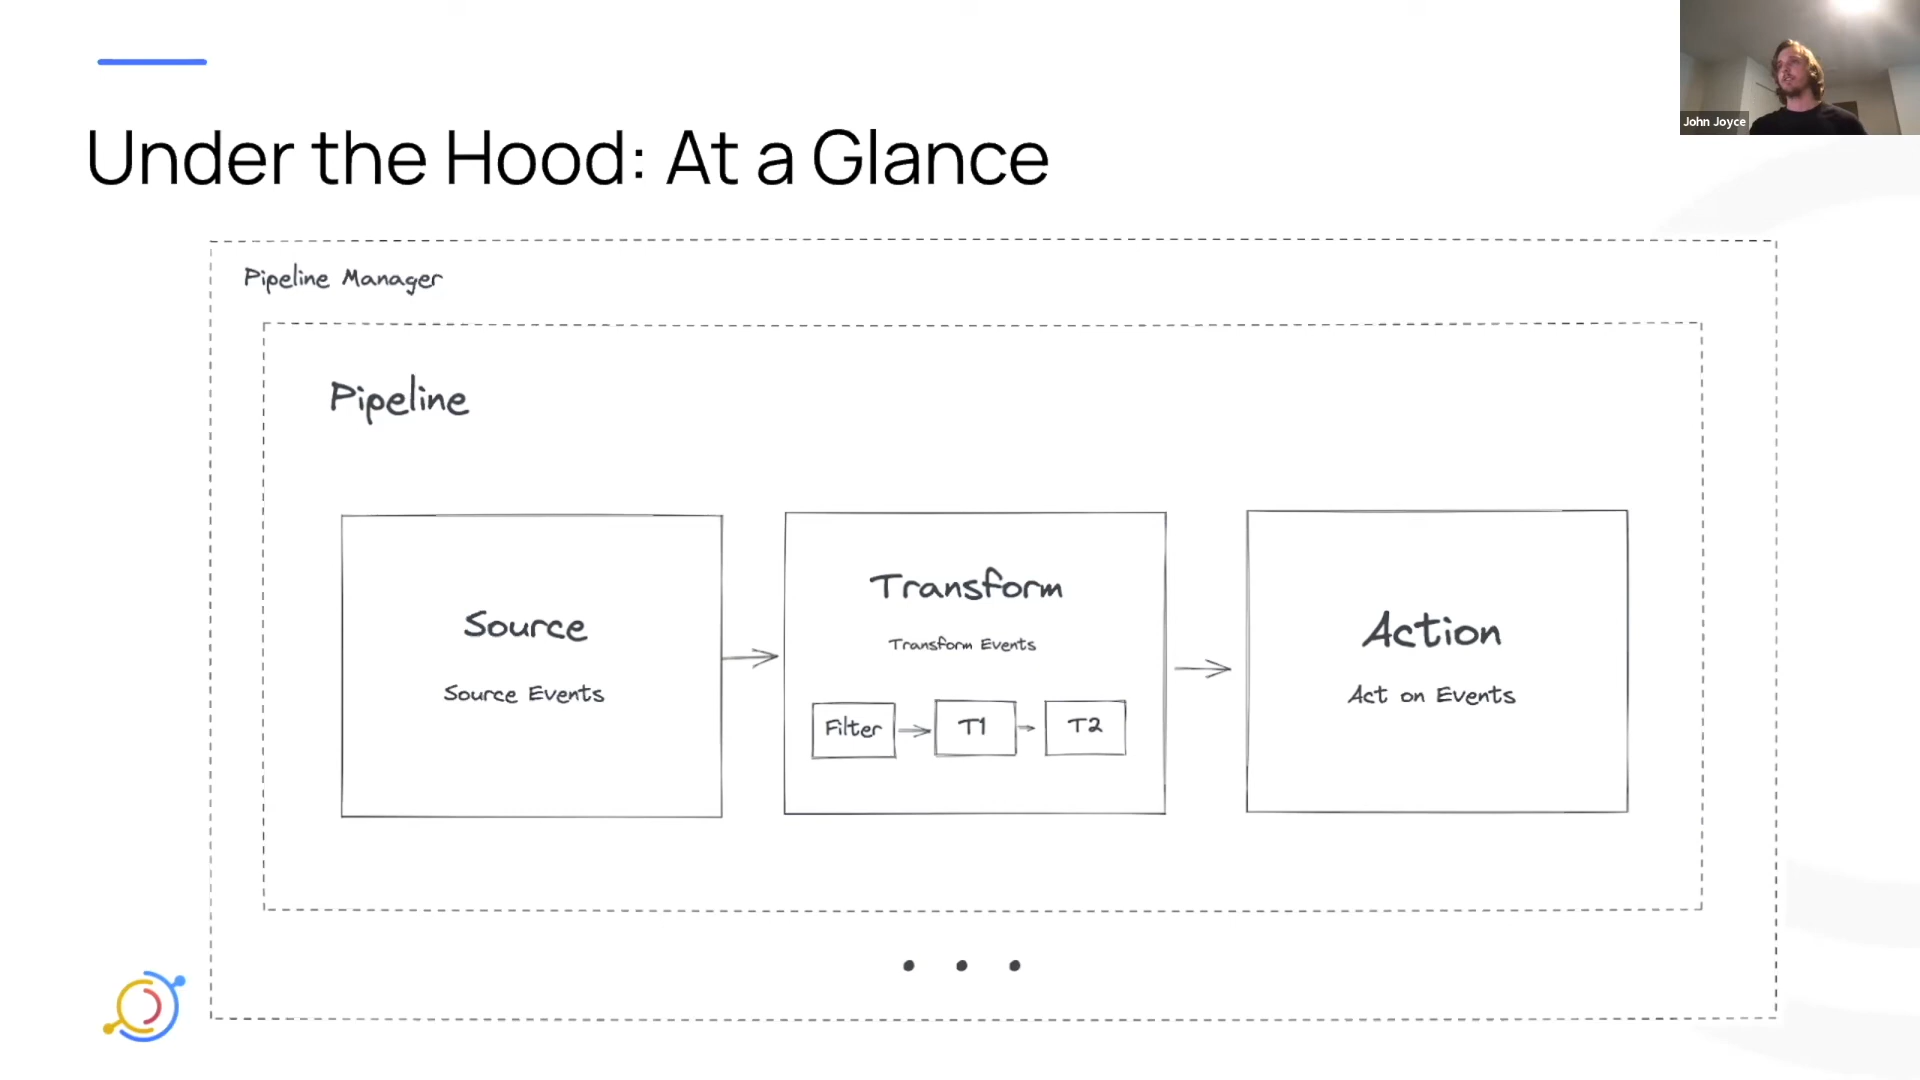 John Joyce
Under the Hood: At a Glance
Pipeline Manager
Pipeline
Source
Source Events
Transform
Transform Events
Filter
T1
T2
Action
Act on Events